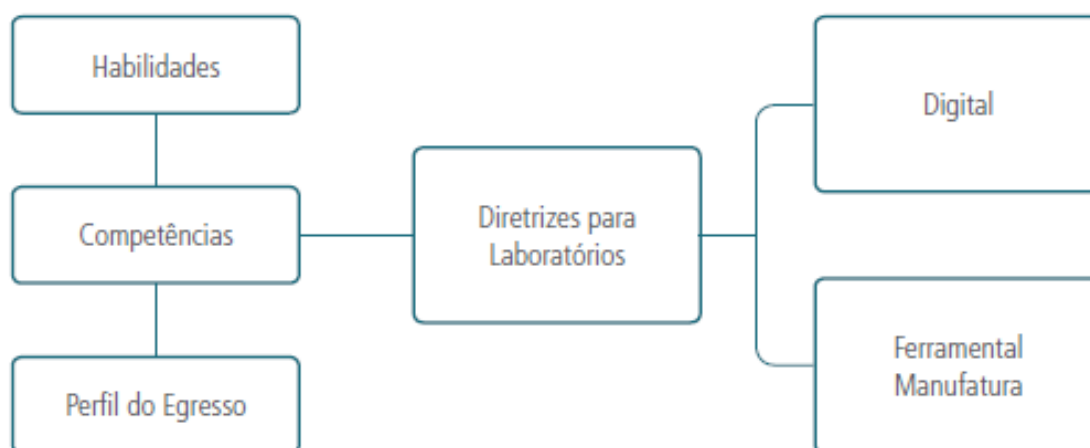 Habilidades
Competências
Perfil do Egresso
Diretrizes para
Laboratórios
Digital
Ferramental
Manufatura